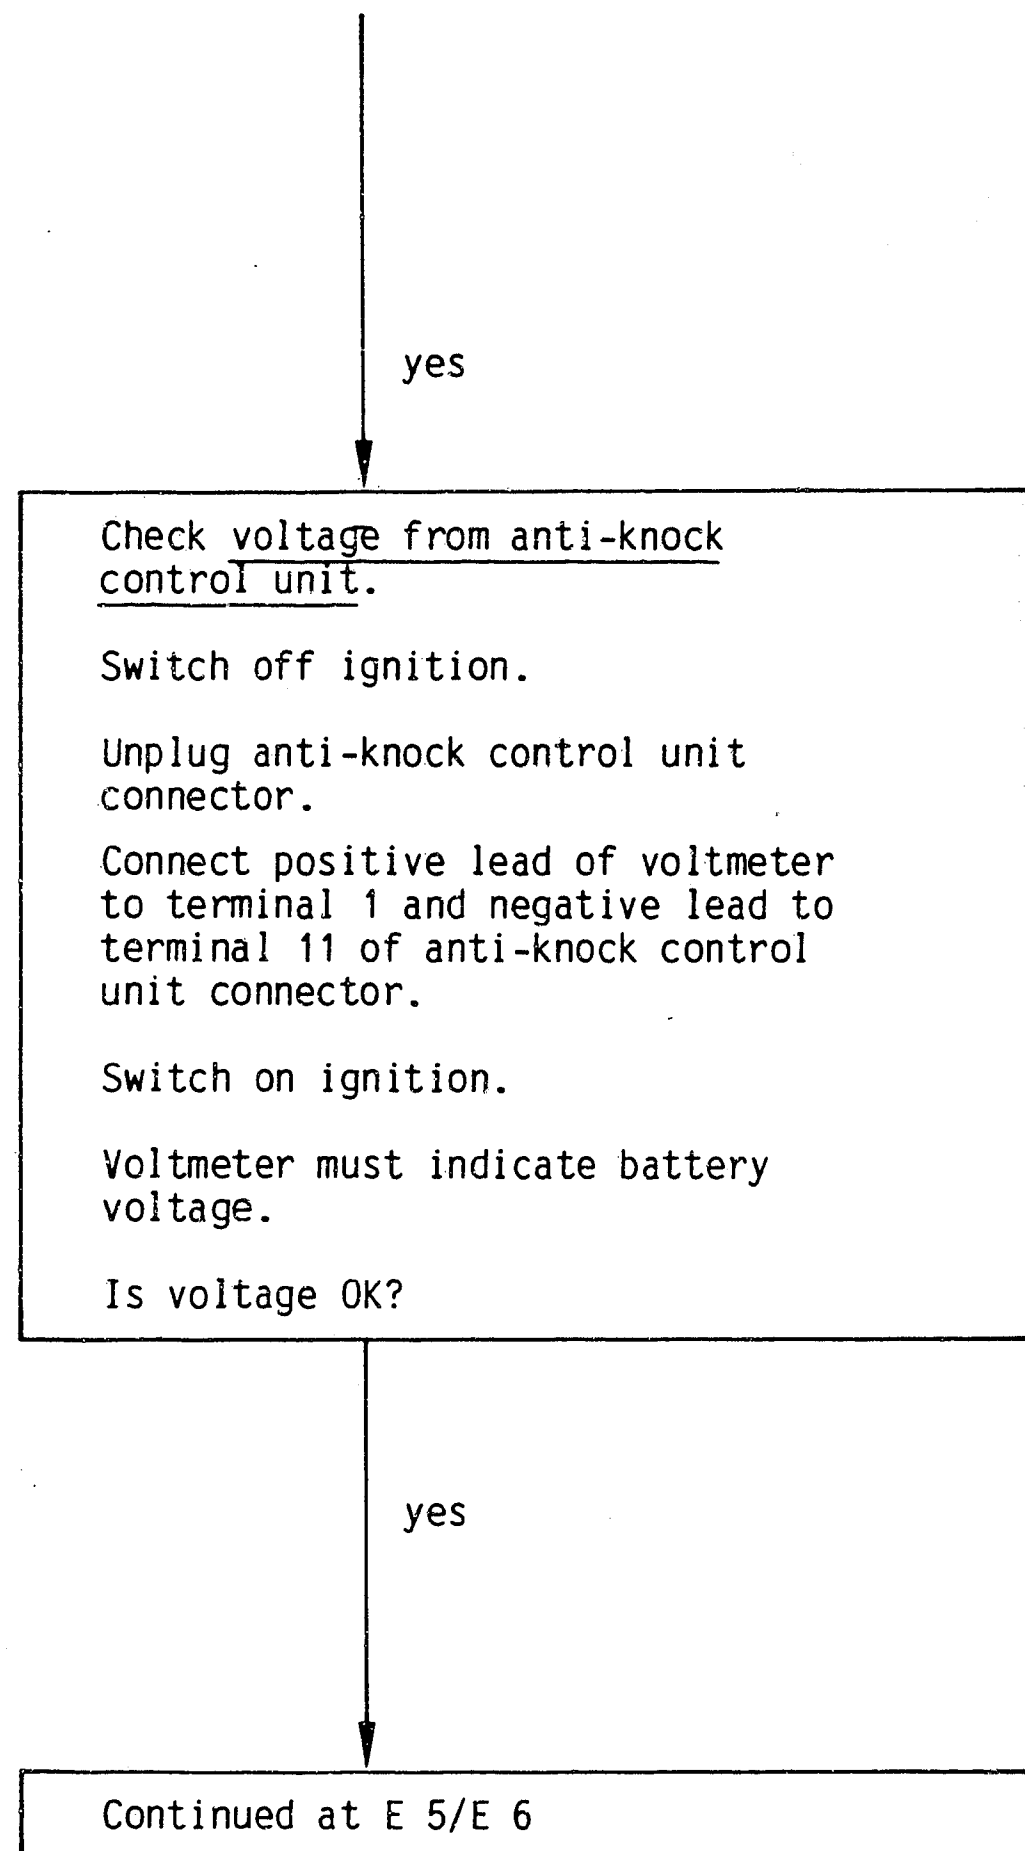 yes
Check voltage from anti-knock
control unit.
Switch off ignition.
Unplug anti-knock control unit
connector.
Connect positive lead of voltmeter
to terminal 1 and negative lead to
terminal 11 of anti-knock control
unit connector.
Switch on ignition.
Voltmeter must indicate battery
voltage.
Is voltage OK?
yes
Continued at E 5/E 6